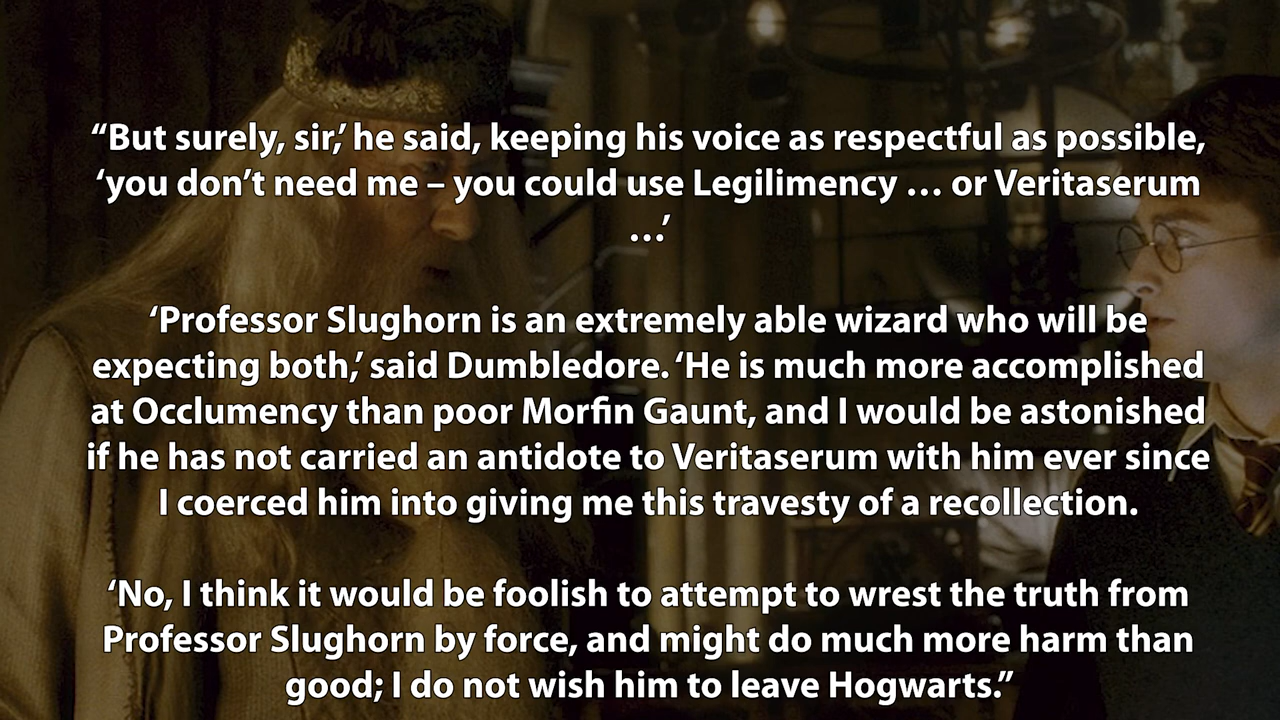 “But surely, sir,’ he said, keeping his voice as respectful as possible,
‘you don’t need me – you could use Legilimency … or Veritaserum
…’
‘Professor Slughorn is an extremely able wizard who will be
expecting both,’ said Dumbledore. ‘He is much more accomplished
at Occlumency than poor Morfin Gaunt, and I would be astonished
if he has not carried an antidote to Veritaserum with him ever since
I coerced him into giving me this travesty of a recollection.
‘No, I think it would be foolish to attempt to wrest the truth from
Professor Slughorn by force, and might do much more harm than
good; I do not wish him to leave Hogwarts.”